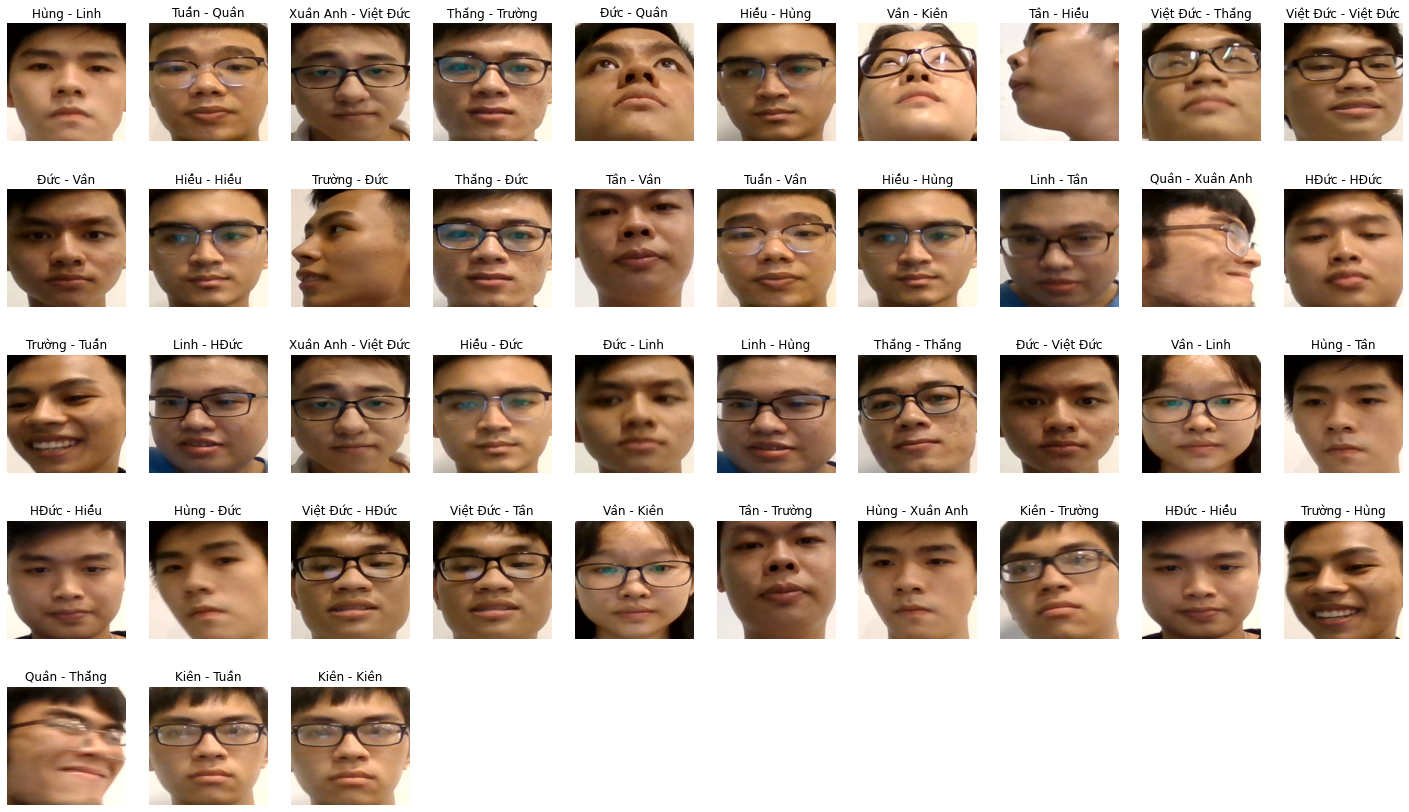 Hùng - Linh
Tuấn - Quân
Xuân Anh - Việt Đức
Thắng - Trường
Đức - Quân
Hiếu - Hùng
Vân - Kiên
Tân - Hiếu
Việt Đức - Thắng
Việt Đức - Việt Đức
Đức - Vân
Hiếu - Hiếu
Trường - Đức
Thắng - Đức
Tân - Vân
Tuấn - Vân
Hiếu - Hùng
Linh - Tân
Quân - Xuân Anh
HĐức - HĐức
Trường - Tuấn
Linh - HĐức
Xuân Anh - Việt Đức
Hiếu - Đức
Đức - Linh
Linh - Hùng
Thắng - Thắng
Đức - Việt Đức
Vân - Linh
Hùng - Tân
HĐức - Hiếu
Hùng - Đức
Việt Đức - HĐức
Việt Đức - Tân
Vân - Kiên
Tân - Trường
Hùng - Xuân Anh
Kiên - Trường
HĐức - Hiếu
Trường - Hùng
Quân - Thắng
Kiên - Tuấn
Kiên - Kiên